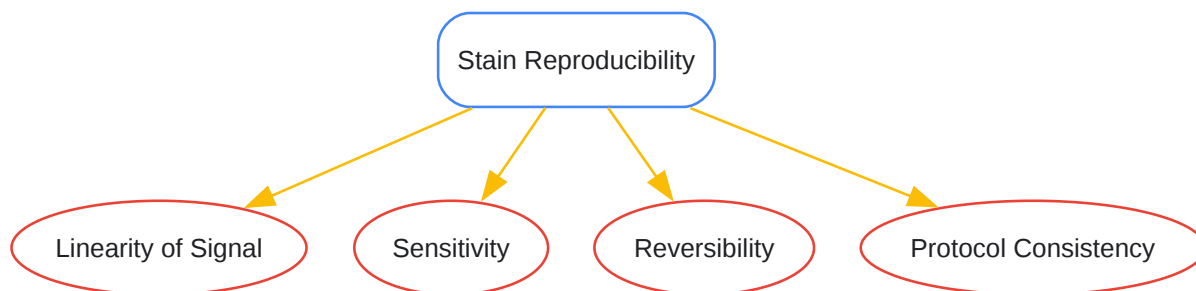 Stain Reproducibility
Linearity of Signal
Sensitivity
Reversibility
Protocol Consistency